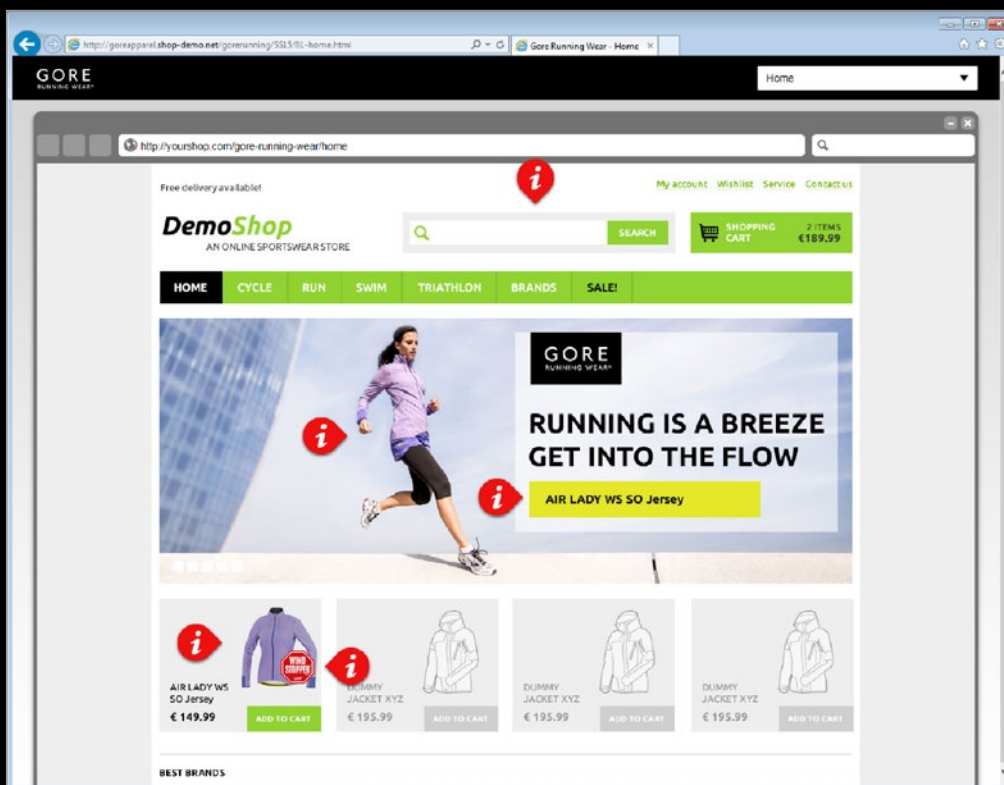 http://goreapparel.shop-demo.net/gorerunning/SS15/01-home.html
Gore Running Wear - Home
GORE
RUNNING WEAR®
Home
http://yourshop.com/gore-running-wear/home
Free delivery available!
My account Wishlist Service Contact us
DemoShop
AN ONLINE SPORTSWEAR STORE
SEARCH
SHOPPING CART
2 ITEMS
€189.99
HOME CYCLE RUN SWIM TRIATHLON BRANDS SALE!
GORE
RUNNING WEAR®
RUNNING IS A BREEZE
GET INTO THE FLOW
AIR LADY WS SO Jersey
WIND
STOPPER
AIR LADY WS
SO Jersey
€ 149.99
ADD TO CART
DUMMY
JACKET XYZ
€ 195.99
ADD TO CART
DUMMY
JACKET XYZ
€ 195.99
ADD TO CART
DUMMY
JACKET XYZ
€ 195.99
ADD TO CART
BEST BRANDS